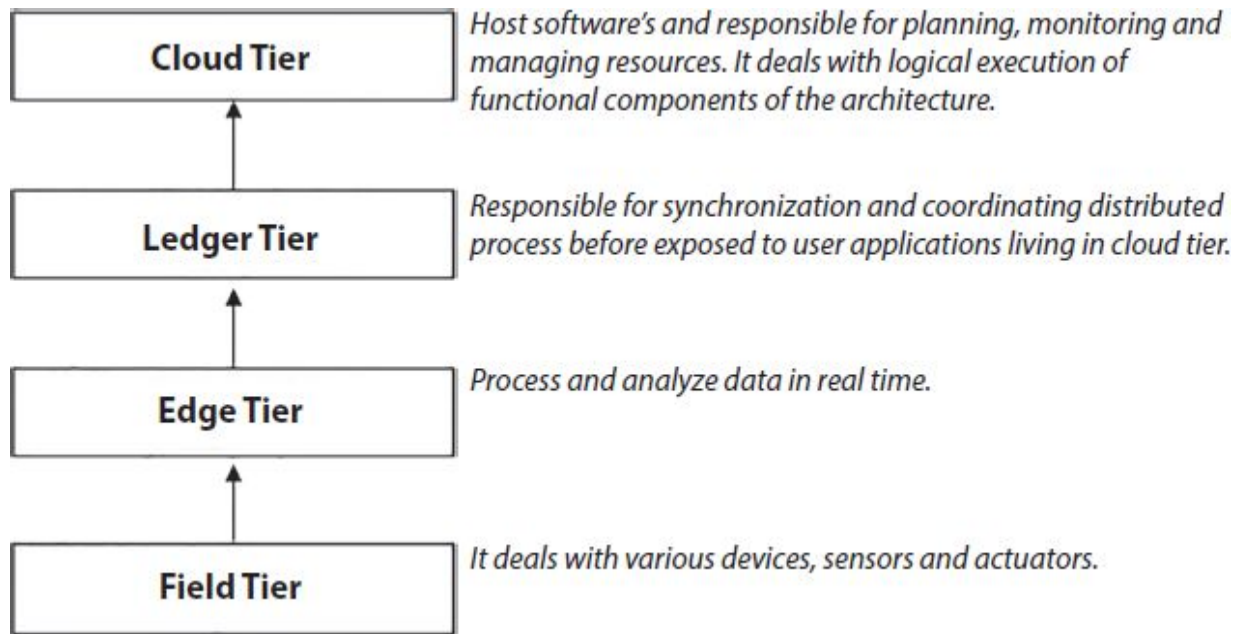 Cloud Tier
Host software's and responsible for planning, monitoring and
managing resources. It deals with logical execution of
functional components of the architecture.
Ledger Tier
Responsible for synchronization and coordinating distributed
process before exposed to user applications living in cloud tier.
Edge Tier
Process and analyze data in real time.
Field Tier
It deals with various devices, sensors and actuators.